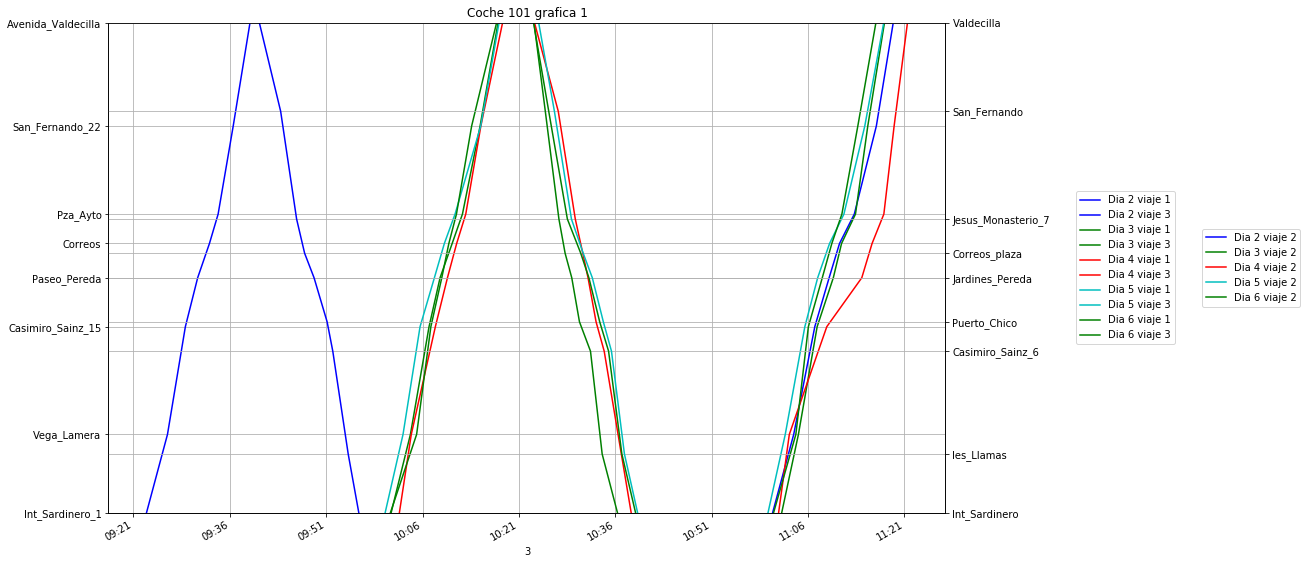 Coche 101 grafica 1
Avenida_Valdecilla
San_Fernando_22
Pza_Ayto
Correos
Paseo_Pereda
Casimiro_Sainz_15
Vega_Lamera
Int_Sardinero_1
Valdecilla
San_Fernando
Jesus_Monasterio_7
Correos_plaza
Jardines_Pereda
Puerto_Chico
Casimiro_Sainz_6
Ies_Llamas
Int_Sardinero
09:21
09:36
09:51
10:06
10:21
10:36
10:51
11:06
11:21
3
Dia 2 viaje 1
Dia 2 viaje 3
Dia 3 viaje 1
Dia 3 viaje 3
Dia 4 viaje 1
Dia 4 viaje 3
Dia 5 viaje 1
Dia 5 viaje 3
Dia 6 viaje 1
Dia 6 viaje 3
Dia 2 viaje 2
Dia 3 viaje 2
Dia 4 viaje 2
Dia 5 viaje 2
Dia 6 viaje 2